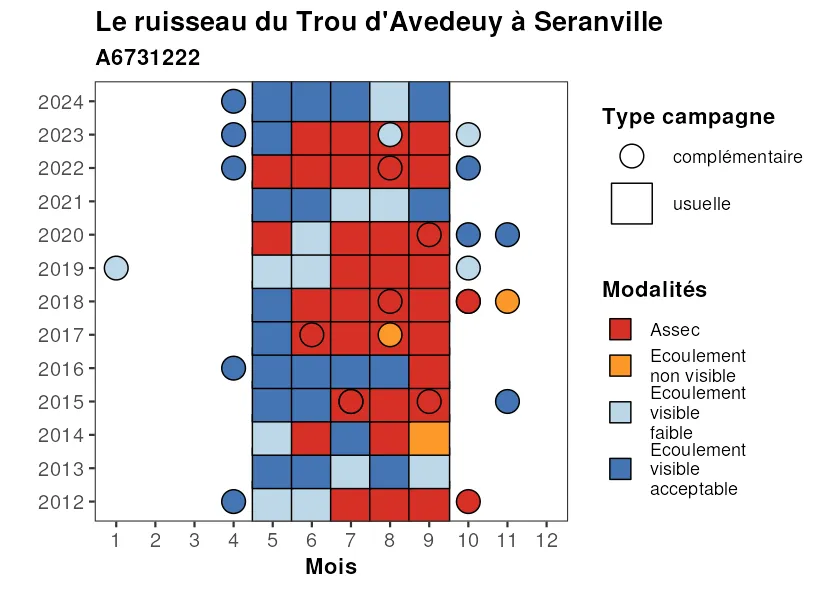 Le ruisseau du Trou d'Avedeuy à Seranville
A6731222
2024
2023
2022
2021
2020
2019
2018
2017
2016
2015
2014
2013
2012
1 2 3 4 5 6 7 8 9 10 11 12
Mois
Type campagne
complémentaire
usuelle
Modalités
Assec
Ecoulement
non visible
Ecoulement
visible
faible
Ecoulement
visible
acceptable